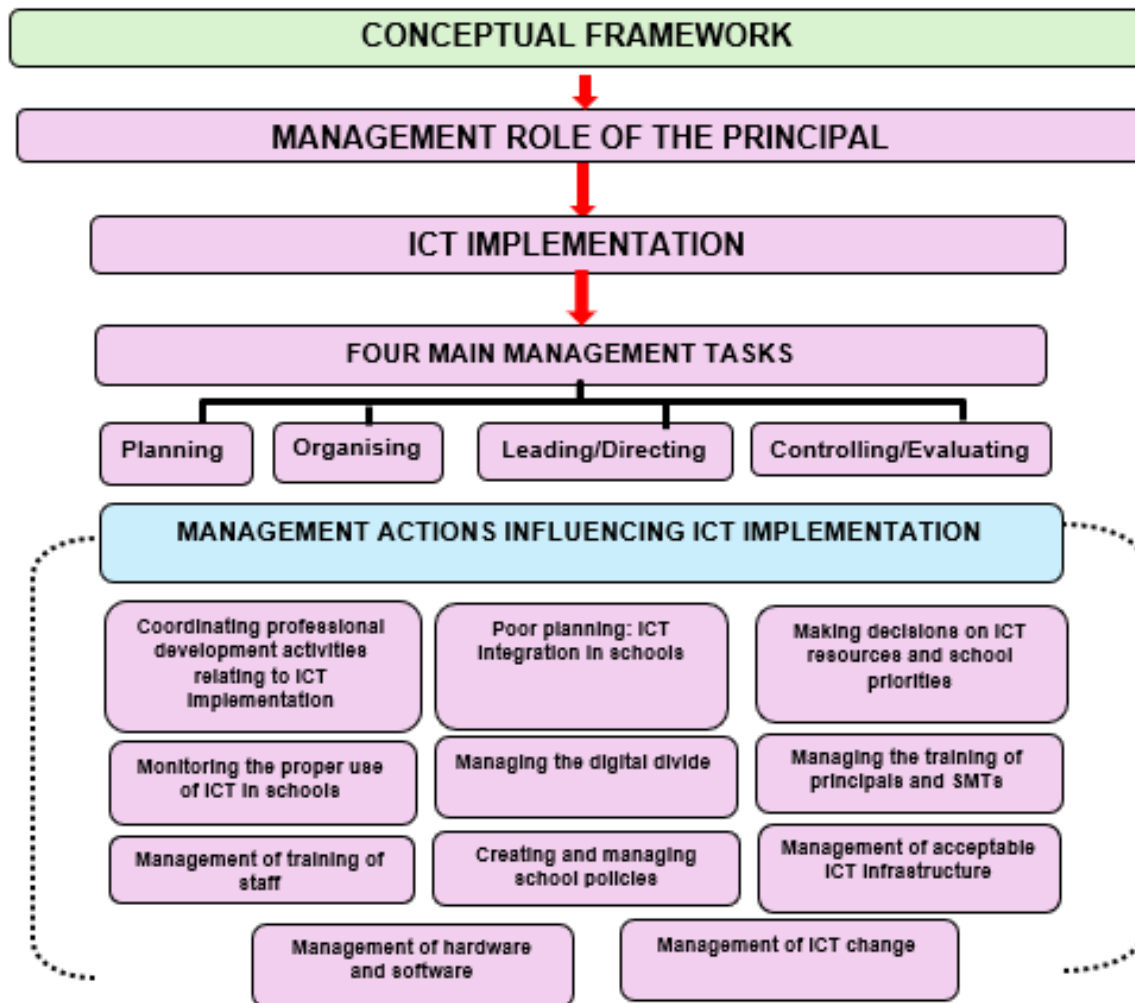 CONCEPTUAL FRAMEWORK
MANAGEMENT ROLE OF THE PRINCIPAL
ICT IMPLEMENTATION
FOUR MAIN MANAGEMENT TASKS
Planning
Organising
Leading/Directing
Controlling/Evaluating
MANAGEMENT ACTIONS INFLUENCING ICT IMPLEMENTATION
Coordinating professional
development activities
relating to ICT
Implementation
Poor planning: ICT
Integration in schools
Making decisions on ICT
resources and school
priorities
Monitoring the proper use
of ICT in schools
Managing the digital divide
Managing the training of
principals and SMTs
Management of training of
staff
Creating and managing
school policies
Management of acceptable
ICT Infrastructure
Management of hardware
and software
Management of ICT change